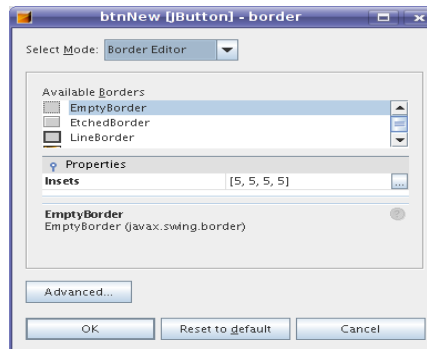 btnNew [JButton] - border
Select Mode: Border Editor
Available Borders
EmptyBorder
EtchedBorder
LineBorder
Properties
Insets [5, 5, 5, 5] ...
EmptyBorder
EmptyBorder (javax.swing.border)
Advanced...
OK Reset to default Cancel